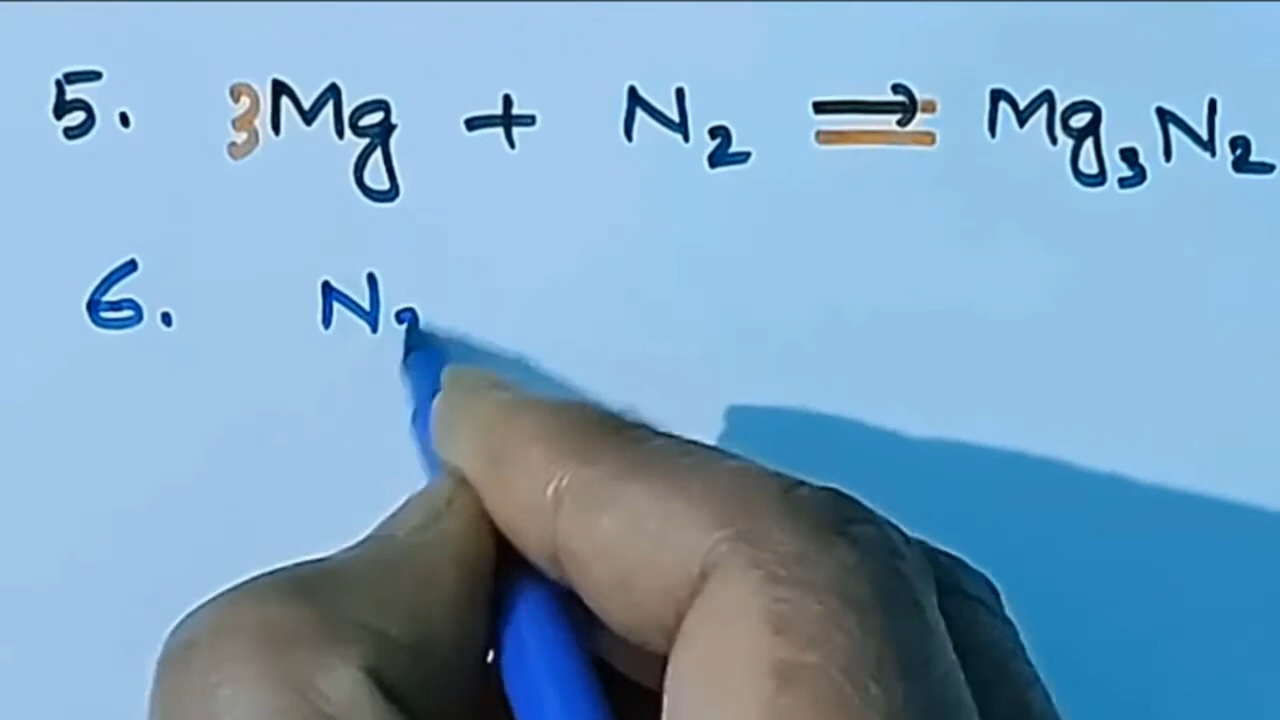 5. 3Mg + N₂ ⇒ Mg₃N₂
6. N₂